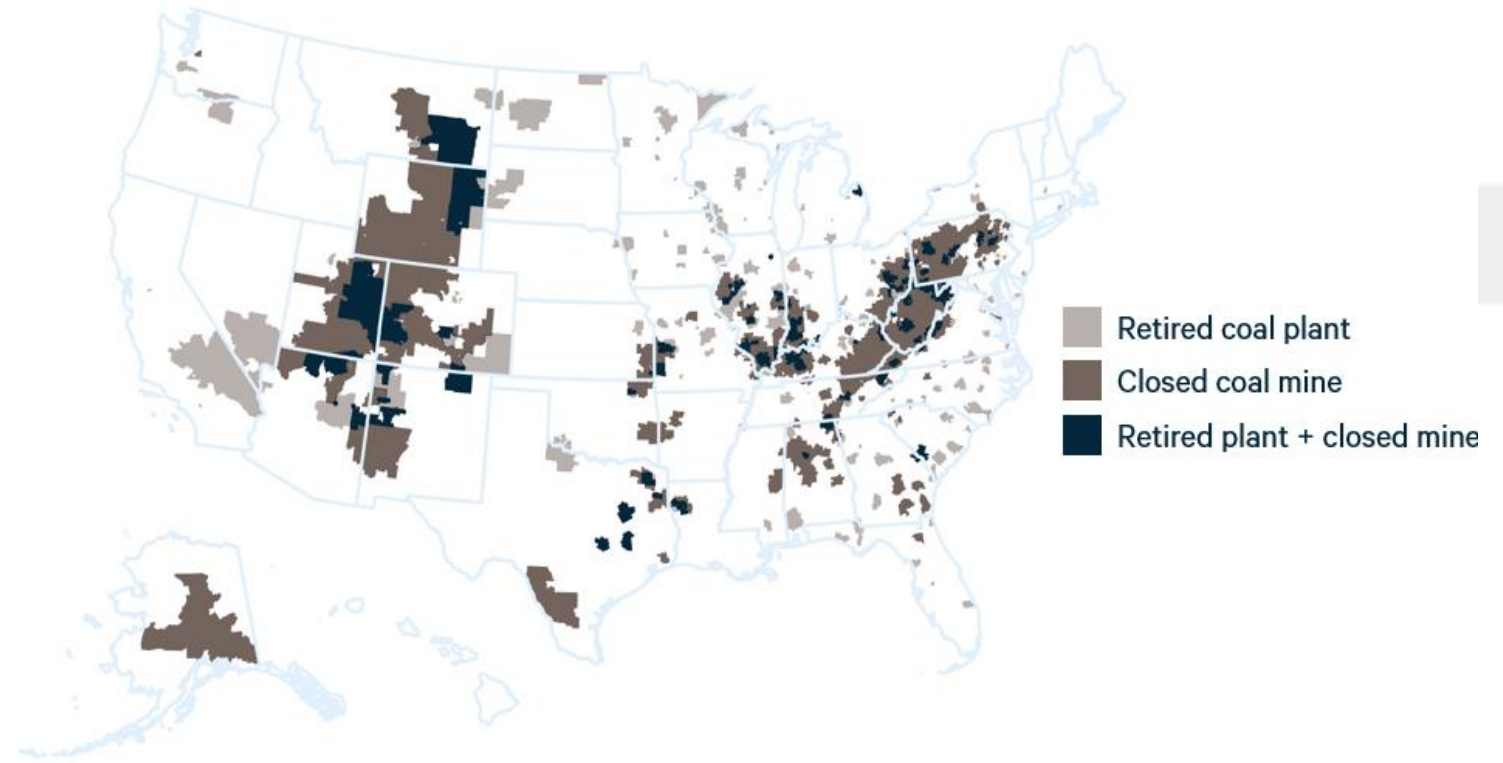 Retired coal plant
Closed coal mine
Retired plant + closed mine